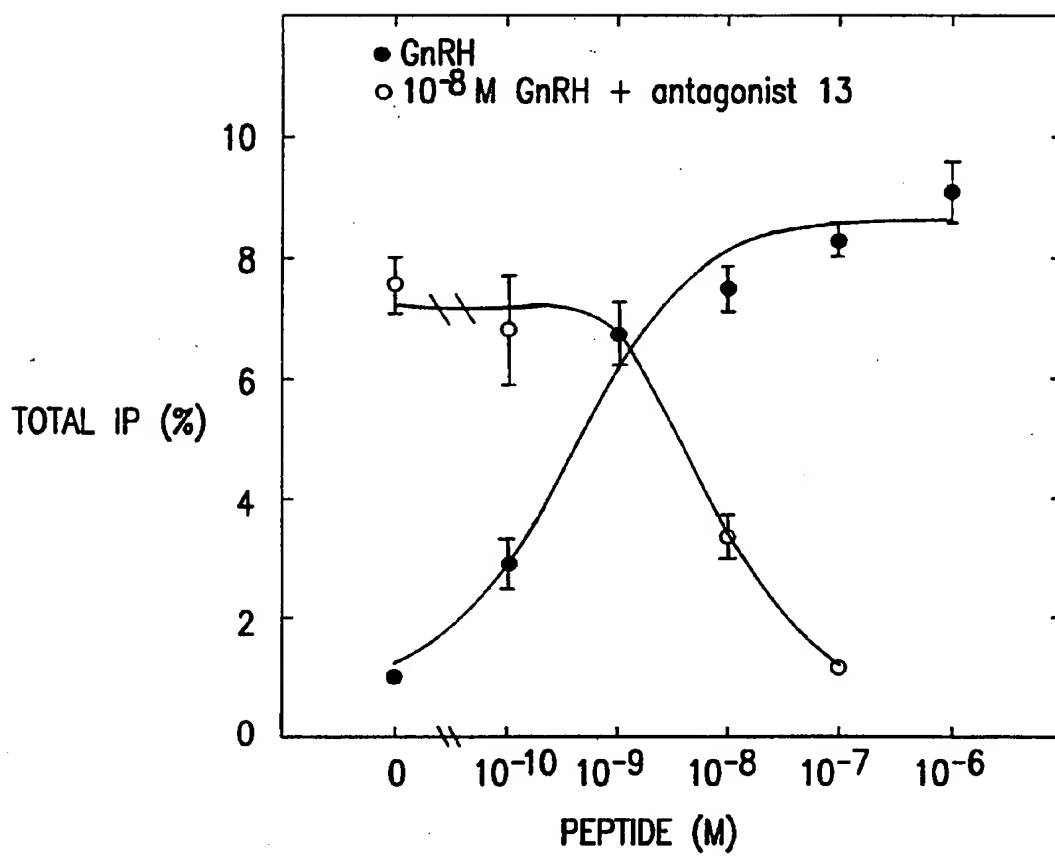 ● GnRH
○ 10⁻⁸ M GnRH + antagonist 13
10
8
6
4
2
0
TOTAL IP (%)
0 10⁻¹⁰ 10⁻⁹ 10⁻⁸ 10⁻⁷ 10⁻⁶
PEPTIDE (M)